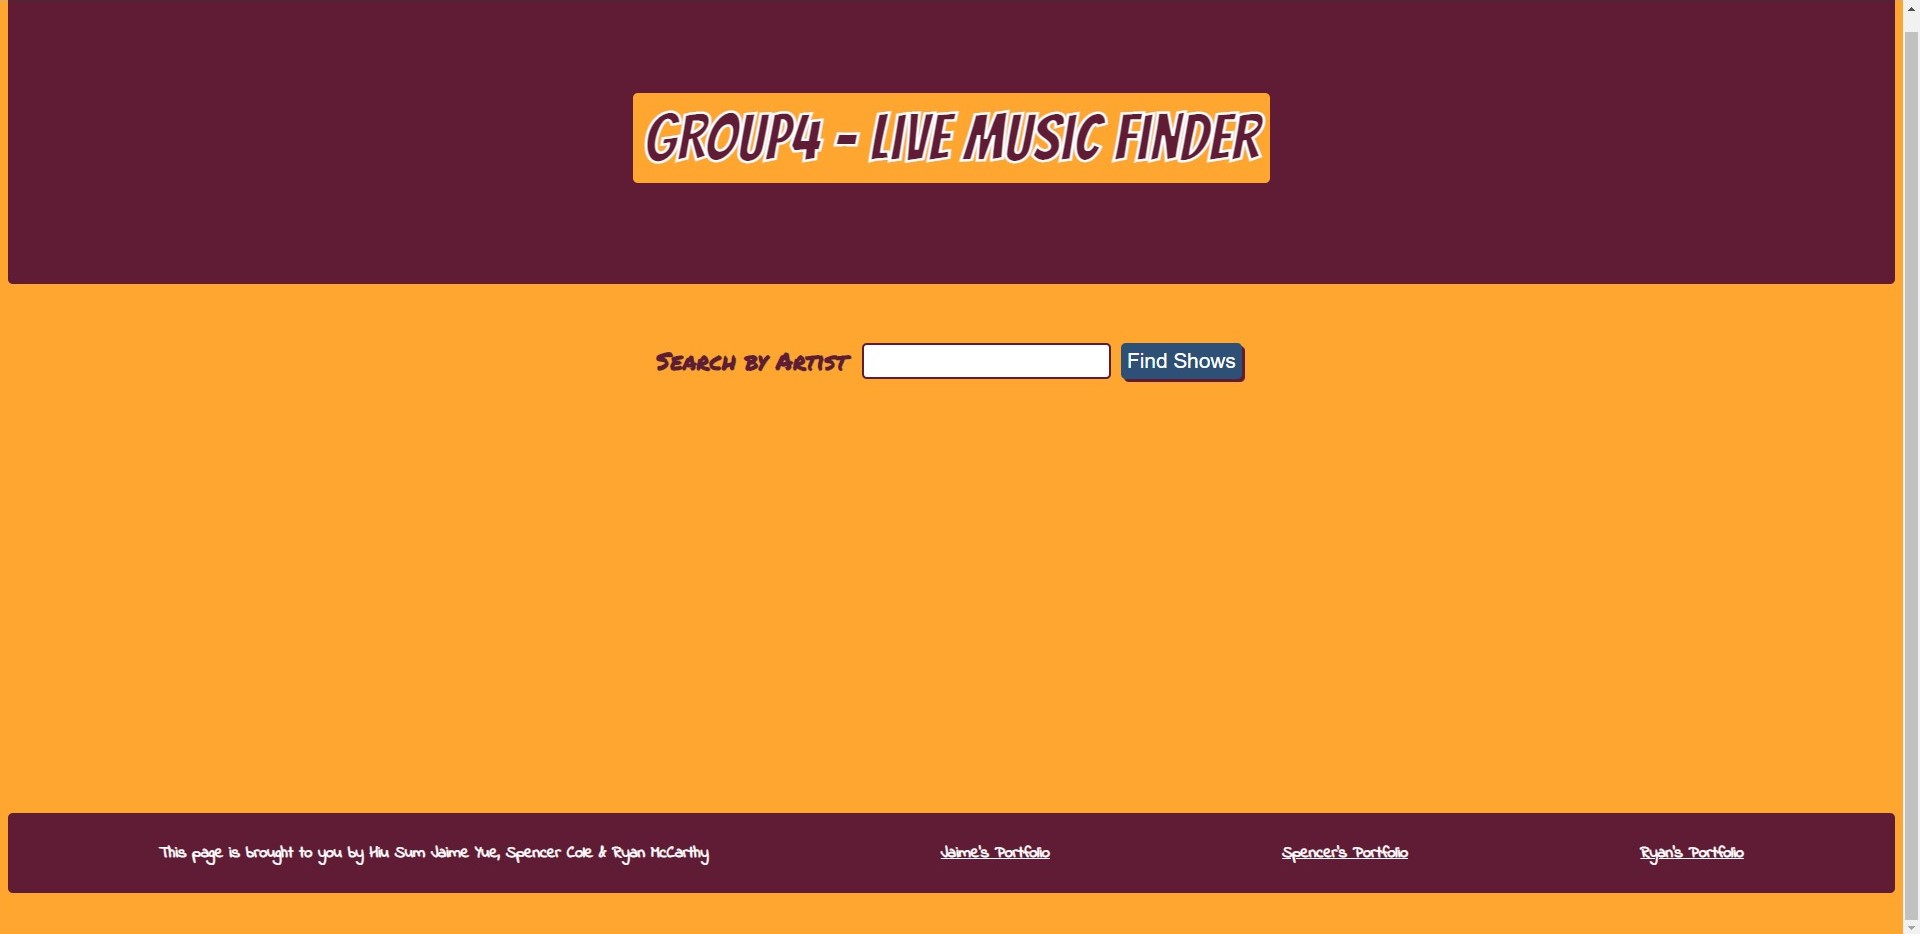 GROUP4 - LIVE MUSIC FINDER
Search by Artist
Find Shows
This page is brought to you by Hiu Sum Jaime Yue, Spencer Cole & Ryan McCarthy
Jaime's Portfolio
Spencer's Portfolio
Ryan's Portfolio